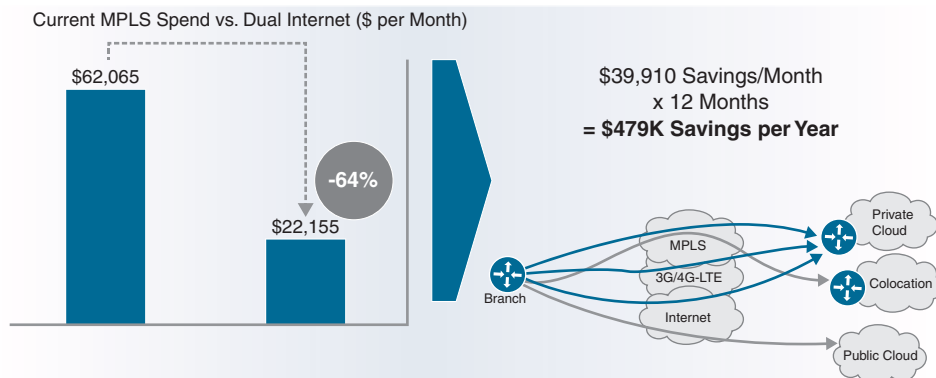 Current MPLS Spend vs. Dual Internet ($ per Month)
$62,065
-64%
$22,155
$39,910 Savings/Month
x 12 Months
= $479K Savings per Year
Branch
MPLS
3G/4G-LTE
Internet
Private
Cloud
Colocation
Public Cloud